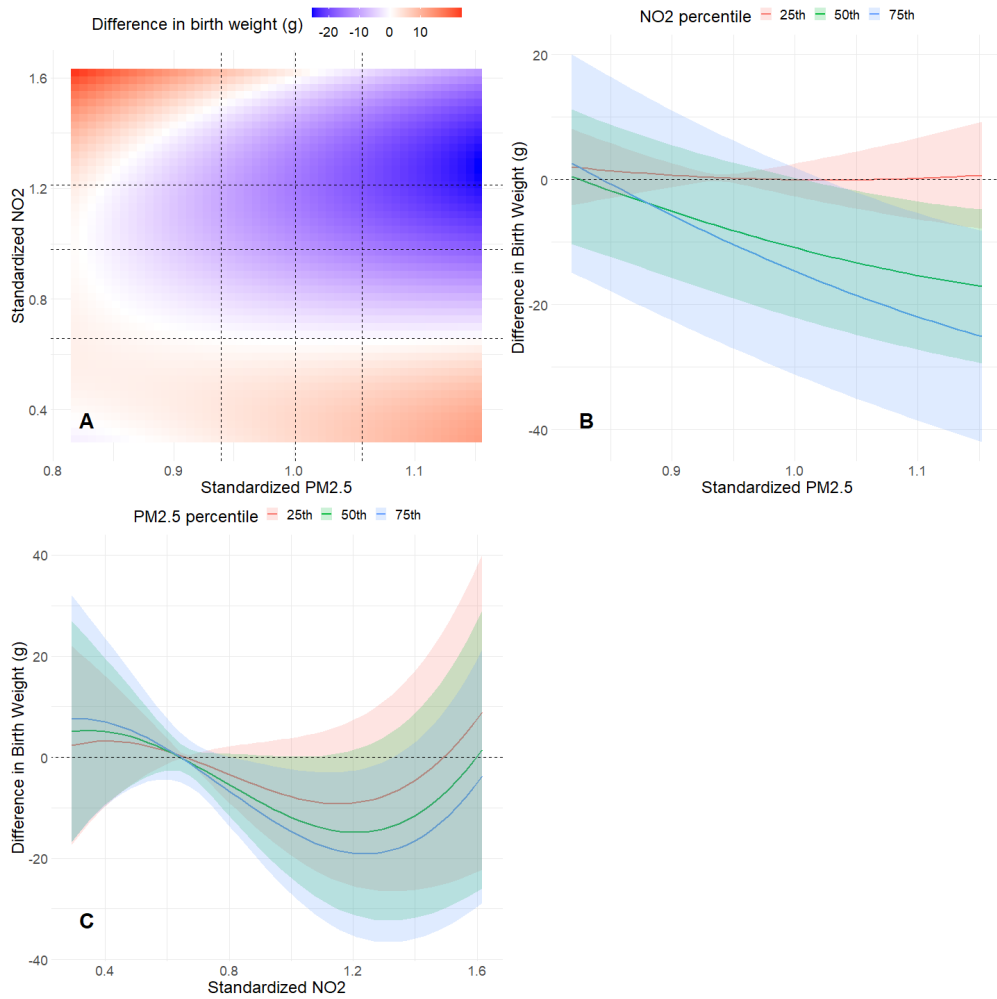 Difference in birth weight (g)
-20 -10 0 10
1.6
1.2
0.8
0.4
Standardized NO2
A
0.8 0.9 1.0 1.1
Standardized PM2.5
NO2 percentile 25th 50th 75th
20
0
-20
-40
Difference in Birth Weight (g)
B
0.9 1.0 1.1
Standardized PM2.5
PM2.5 percentile 25th 50th 75th
40
20
0
-20
-40
Difference in Birth Weight (g)
C
0.4 0.8 1.2 1.6
Standardized NO2